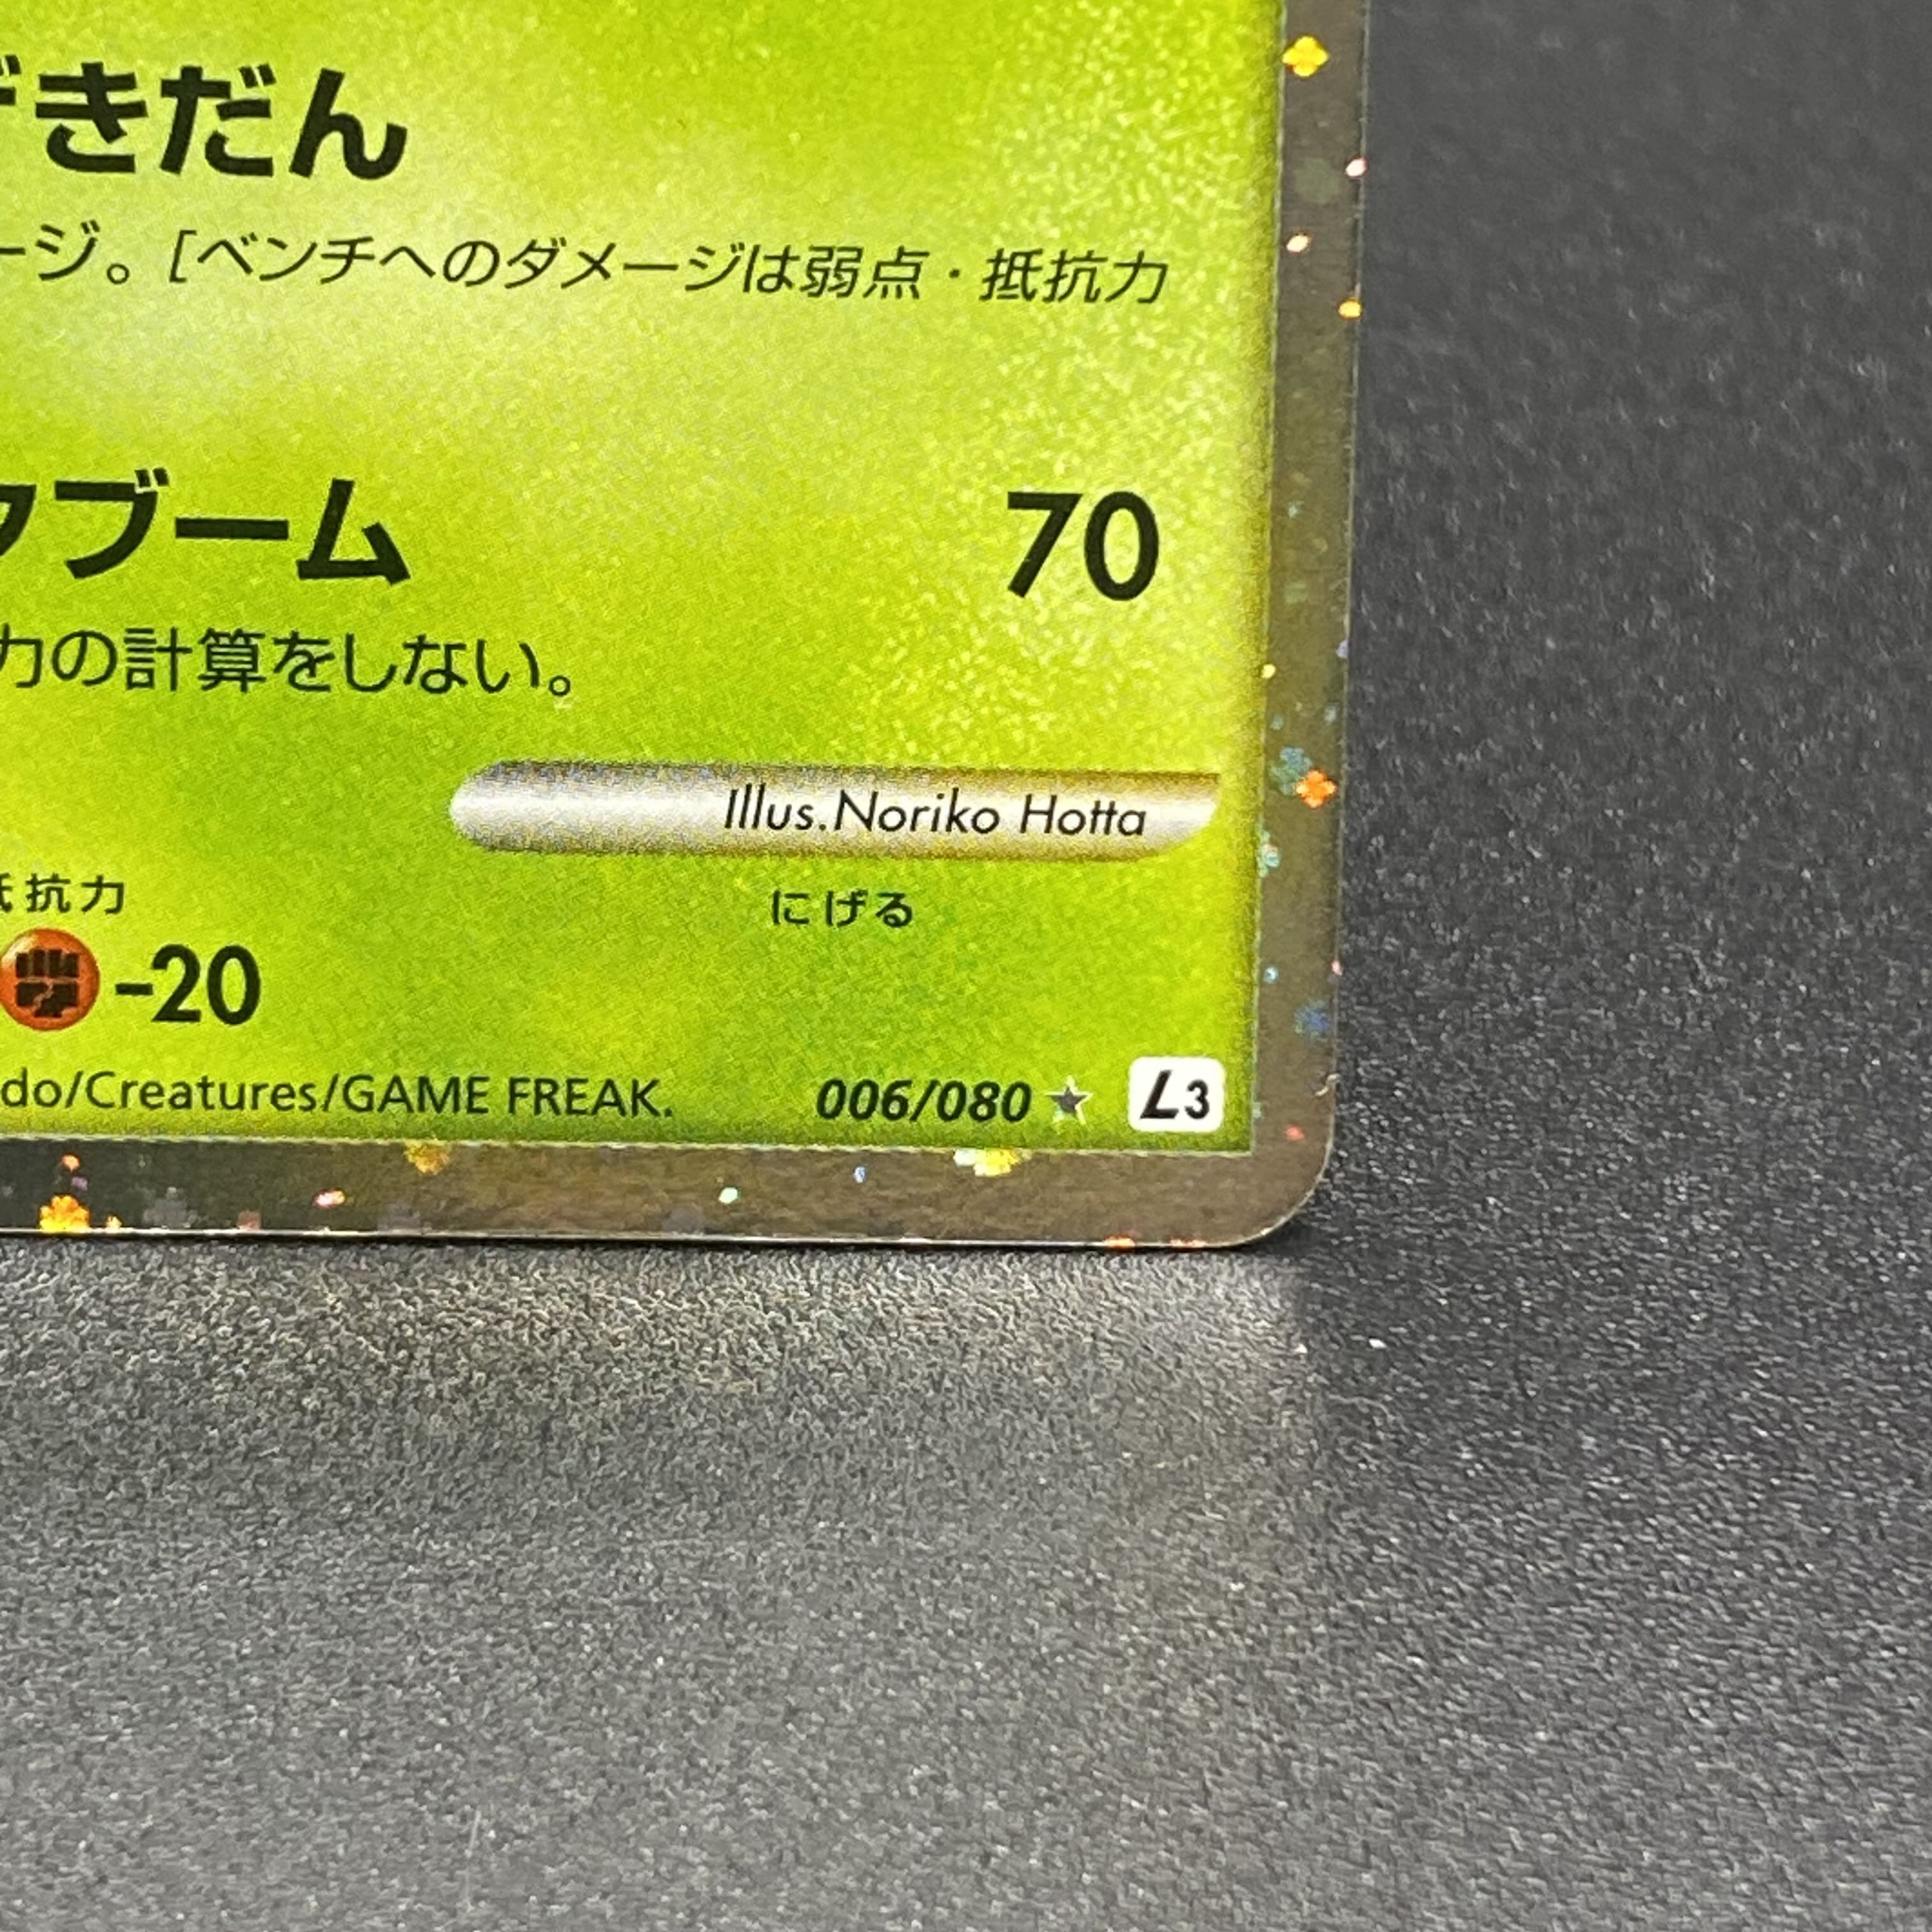 きだん
ージ。[ベンチへのダメージは弱点・抵抗力
ブーム 70
力の計算をしない。
Illus.Noriko Hotta
抵抗力 にげる
-20
do/Creatures/GAME FREAK. 006/080 L3